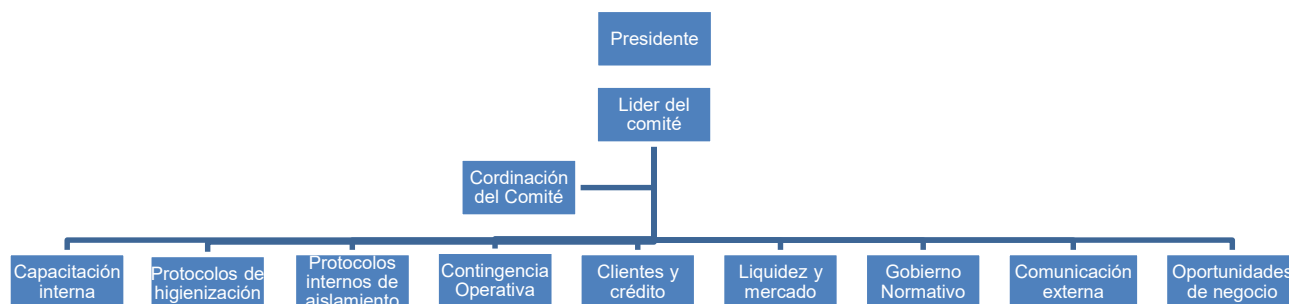 Presidente
Lider del
comité
Cordinación
del Comité
Capacitación
interna
Protocolos de
higienización
Protocolos
internos de
aislamiento
Contingencia
Operativa
Clientes y
crédito
Liquidez y
mercado
Gobierno
Normativo
Comunicación
externa
Oportunidades
de negocio